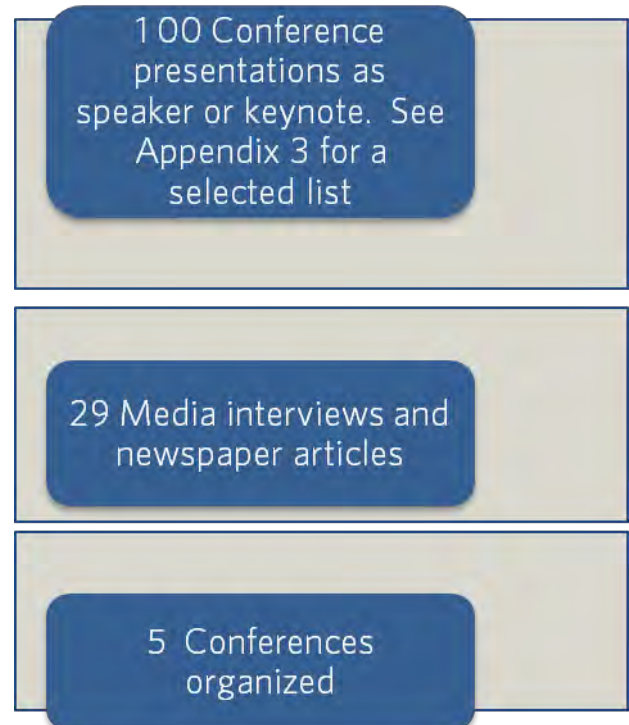 100 Conference
presentations as
speaker or keynote.  See
Appendix 3 for a
selected list
29 Media interviews and
newspaper articles
5  Conferences
organized